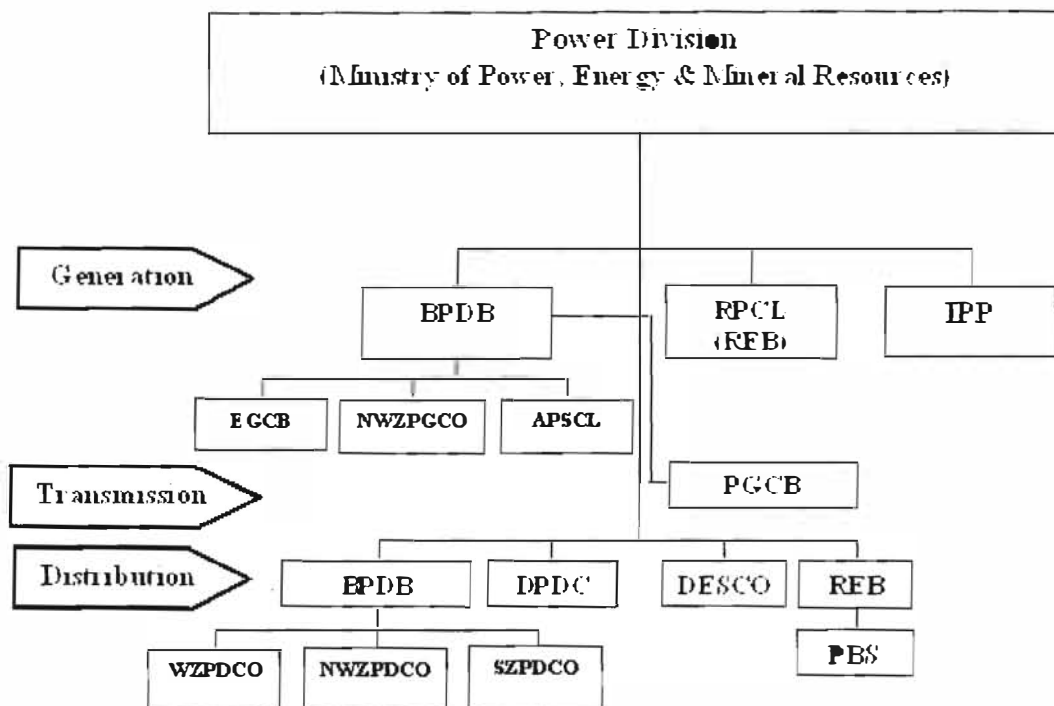 Power Division
(Ministry of Power, Energy & Mineral Resources)
Generation
BPDB
RPCL
(REB)
IPP
EGCB
NWZPGCO
APSCL
Transmission
PGCB
Distribution
BPDB
DPDC
DESCO
REB
PBS
WZPDCO
NWZPDCO
SZPDCO